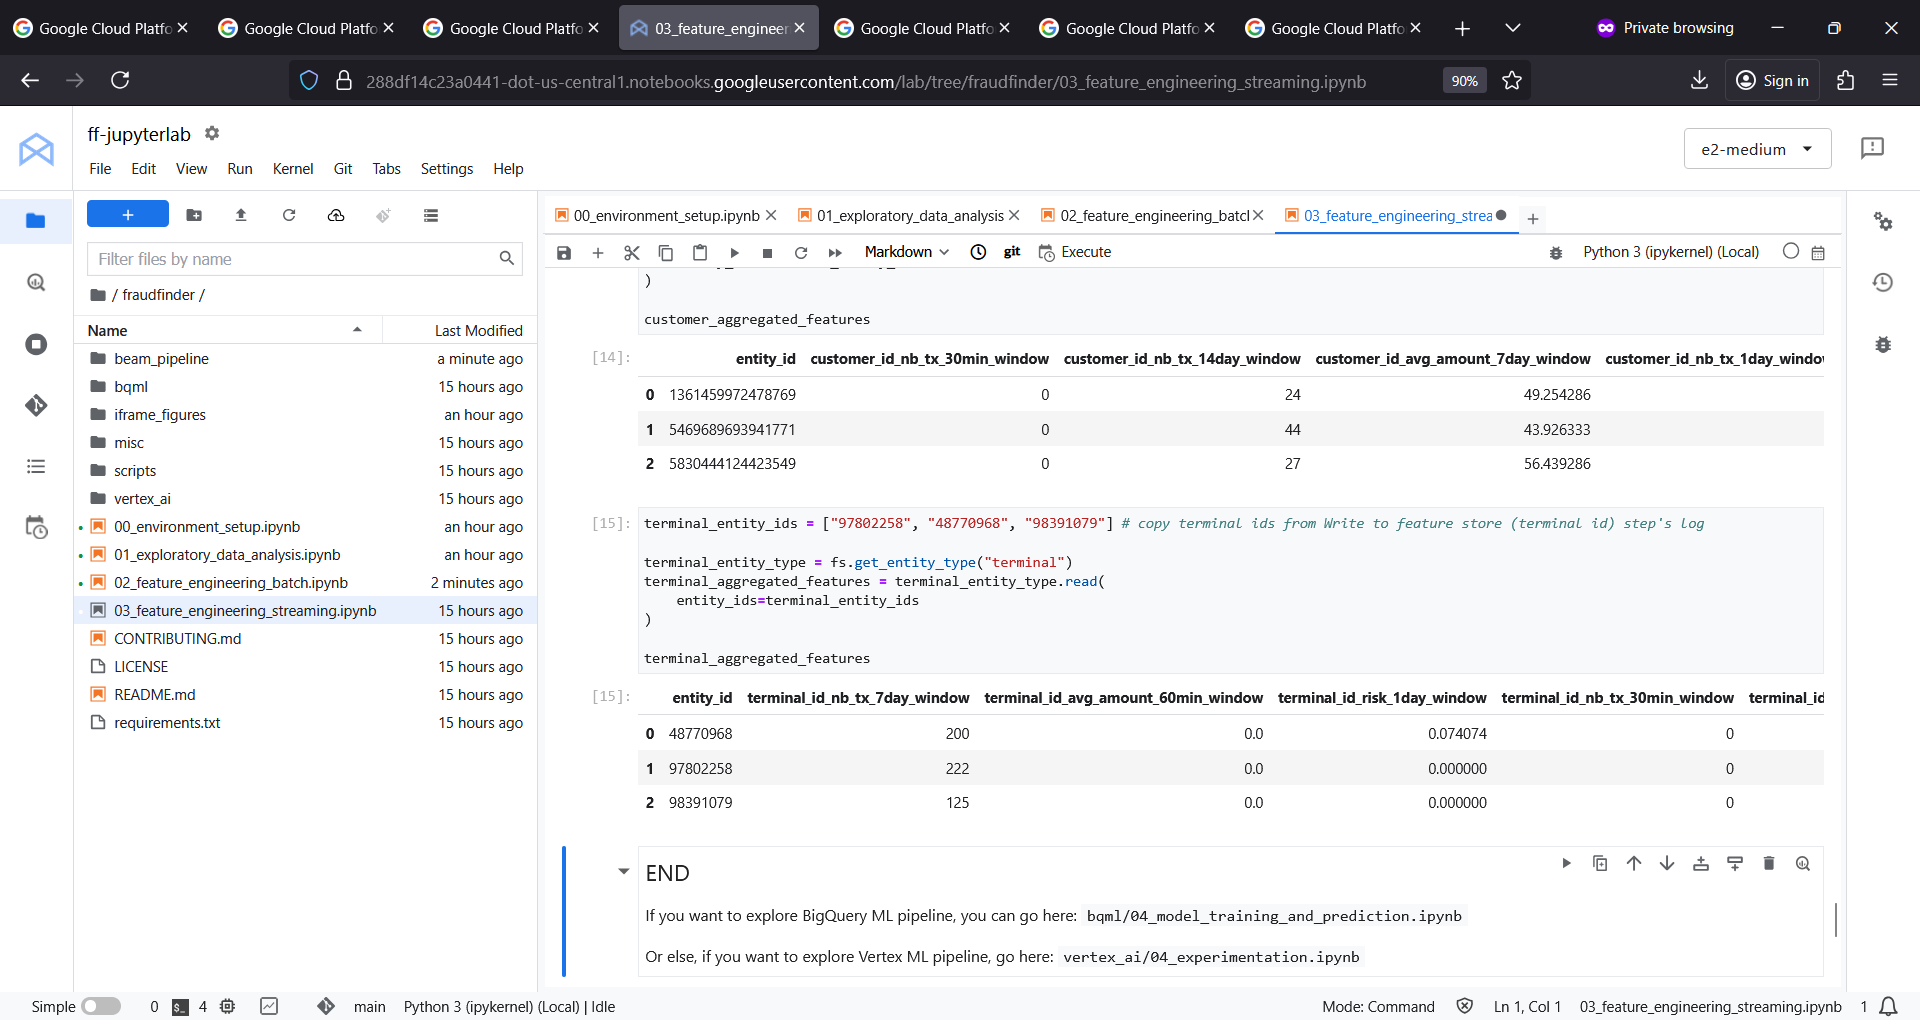 Google Cloud Platfo
Google Cloud Platfo
Google Cloud Platfo
03_feature_engineer
Google Cloud Platfo
Google Cloud Platfo
Google Cloud Platfo
Private browsing
288df14c23a0441-dot-us-central1.notebooks.googleusercontent.com/lab/tree/fraudfinder/03_feature_engineering_streaming.ipynb
90%
Sign in
ff-jupyterlab
File Edit View Run Kernel Git Tabs Settings Help
e2-medium
Filter files by name
/ fraudfinder /
Name Last Modified
beam_pipeline a minute ago
bqml 15 hours ago
iframe_figures an hour ago
misc 15 hours ago
scripts 15 hours ago
vertex_ai 15 hours ago
00_environment_setup.ipynb an hour ago
01_exploratory_data_analysis.ipynb an hour ago
02_feature_engineering_batch.ipynb 2 minutes ago
03_feature_engineering_streaming.ipynb 15 hours ago
CONTRIBUTING.md 15 hours ago
LICENSE 15 hours ago
README.md 15 hours ago
requirements.txt 15 hours ago
00_environment_setup.ipynb
01_exploratory_data_analysis
02_feature_engineering_batcl
03_feature_engineering_strea
Markdown git Execute Python 3 (ipykernel) (Local)
)
customer_aggregated_features
[14]: entity_id customer_id_nb_tx_30min_window customer_id_nb_tx_14day_window customer_id_avg_amount_7day_window customer_id_nb_tx_1day_windov
0 1361459972478769 0 24 49.254286
1 5469689693941771 0 44 43.926333
2 5830444124423549 0 27 56.439286
[15]: terminal_entity_ids = ["97802258", "48770968", "98391079"] # copy terminal ids from Write to feature store (terminal id) step's log
terminal_entity_type = fs.get_entity_type("terminal")
terminal_aggregated_features = terminal_entity_type.read(
entity_ids=terminal_entity_ids
)
terminal_aggregated_features
[15]: entity_id terminal_id_nb_tx_7day_window terminal_id_avg_amount_60min_window terminal_id_risk_1day_window terminal_id_nb_tx_30min_window terminal_id
0 48770968 200 0.0 0.074074 0
1 97802258 222 0.0 0.000000 0
2 98391079 125 0.0 0.000000 0
END
If you want to explore BigQuery ML pipeline, you can go here: bqml/04_model_training_and_prediction.ipynb
Or else, if you want to explore Vertex ML pipeline, go here: vertex_ai/04_experimentation.ipynb
Simple 0 $_ 4 main Python 3 (ipykernel) (Local) | Idle Mode: Command Ln 1, Col 1 03_feature_engineering_streaming.ipynb 1